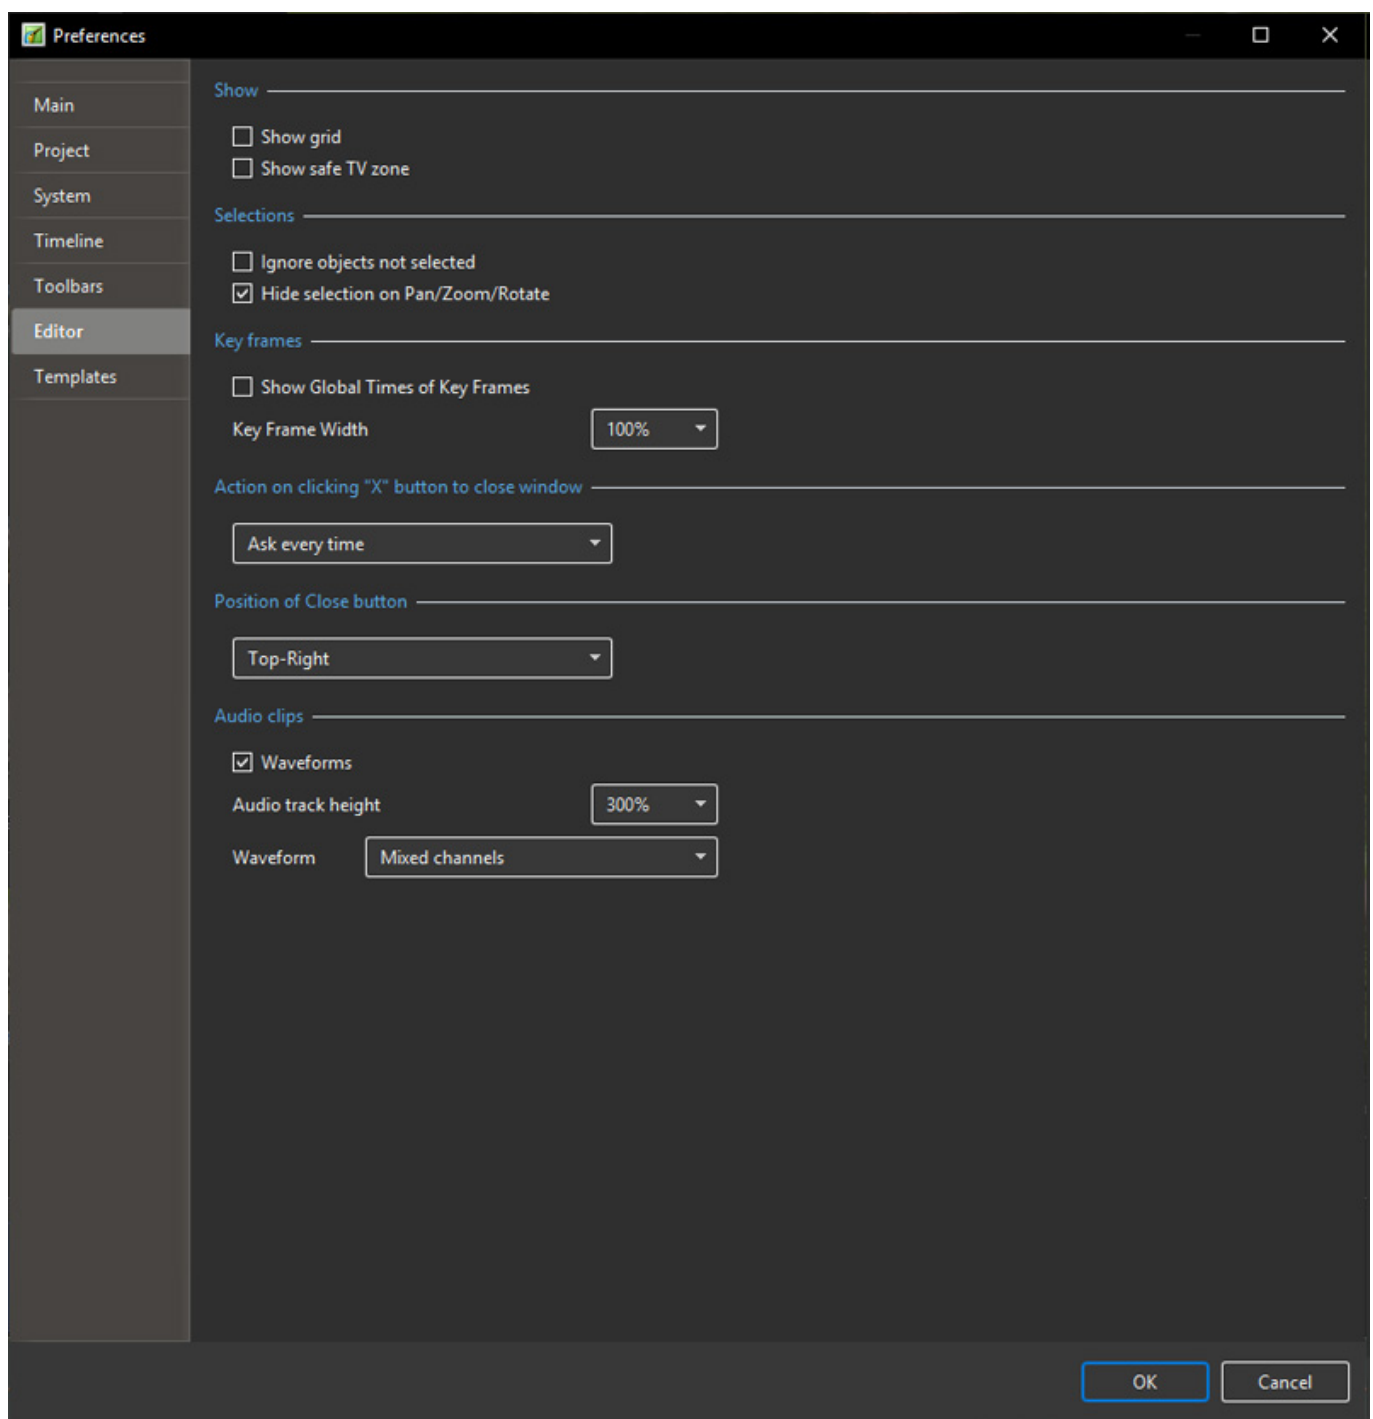 Preferences
Main
Project
System
Timeline
Toolbars
Editor
Templates
Show
Show grid
Show safe TV zone
Selections
Ignore objects not selected
Hide selection on Pan/Zoom/Rotate
Key frames
Show Global Times of Key Frames
Key Frame Width 100%
Action on clicking "X" button to close window
Ask every time
Position of Close button
Top-Right
Audio clips
Waveforms
Audio track height 300%
Waveform Mixed channels
OK Cancel